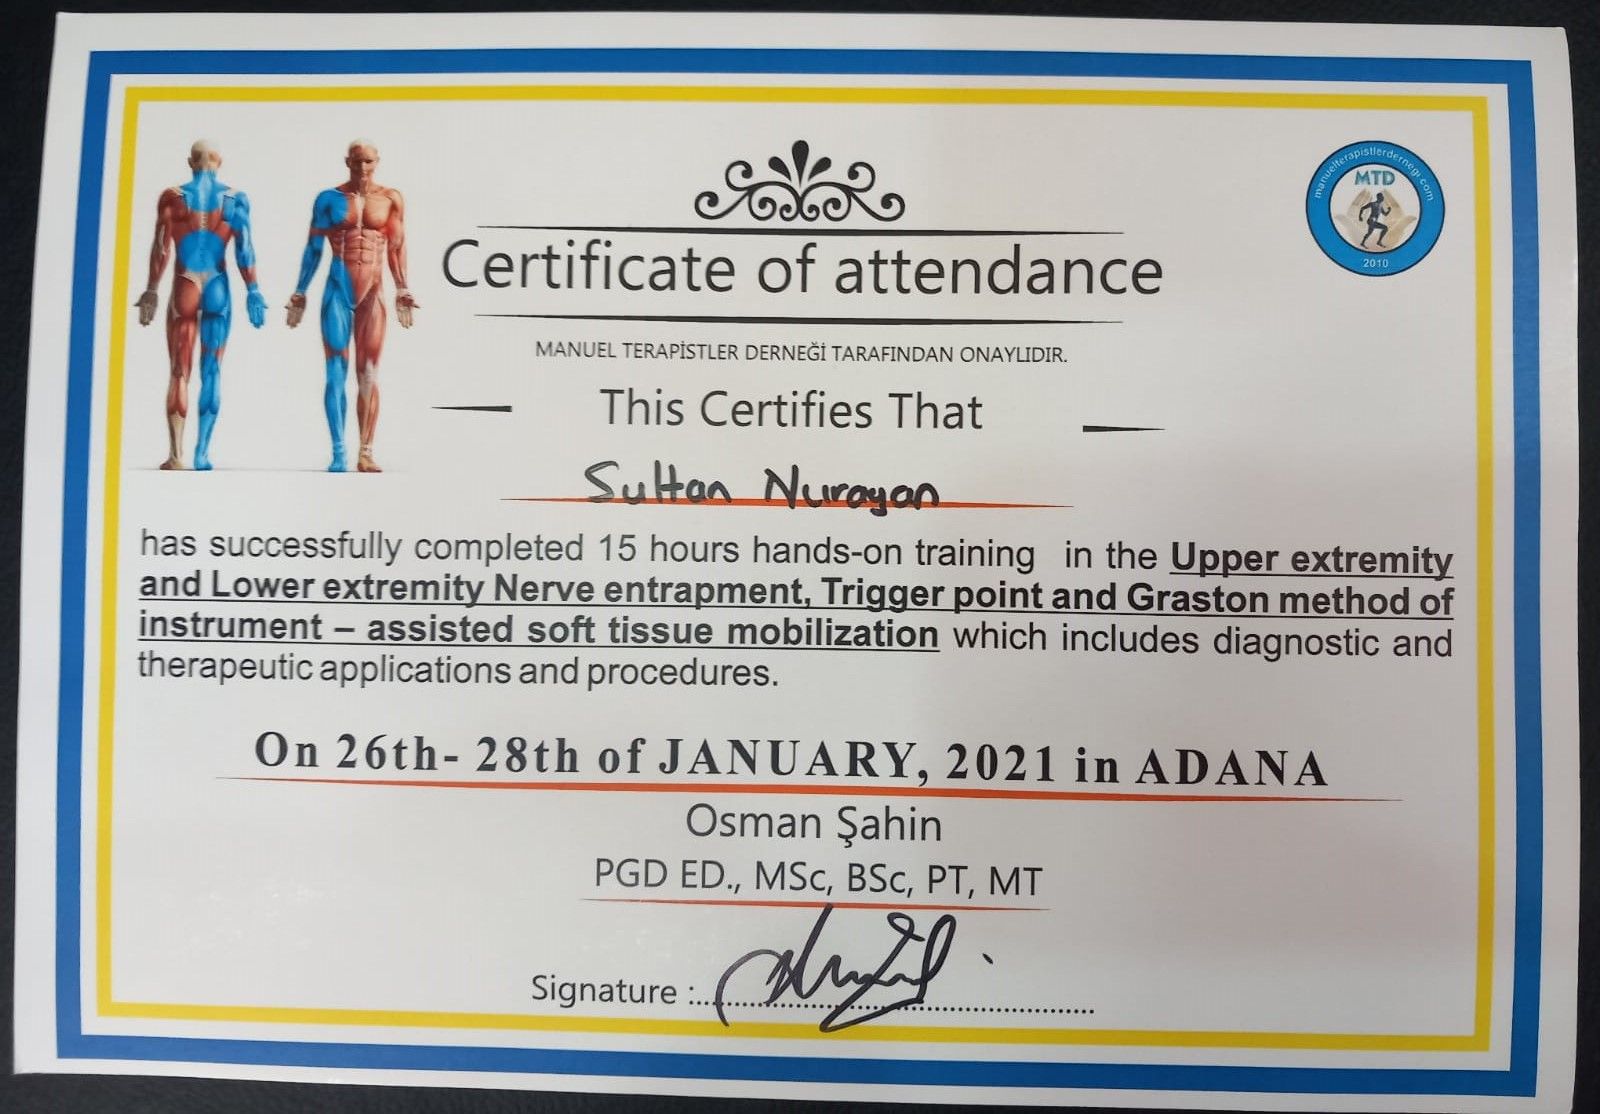 manuelterapistlerdernegi.com
MTD
2010
Certificate of attendance
MANUEL TERAPİSTLER DERNEĞİ TARAFINDAN ONAYLIDIR.
This Certifies That
Sultan Nurayan
has successfully completed 15 hours hands-on training in the Upper extremity
and Lower extremity Nerve entrapment, Trigger point and Graston method of
instrument – assisted soft tissue mobilization which includes diagnostic and
therapeutic applications and procedures.
On 26th- 28th of JANUARY, 2021 in ADANA
Osman Şahin
PGD ED., MSc, BSc, PT, MT
Signature :